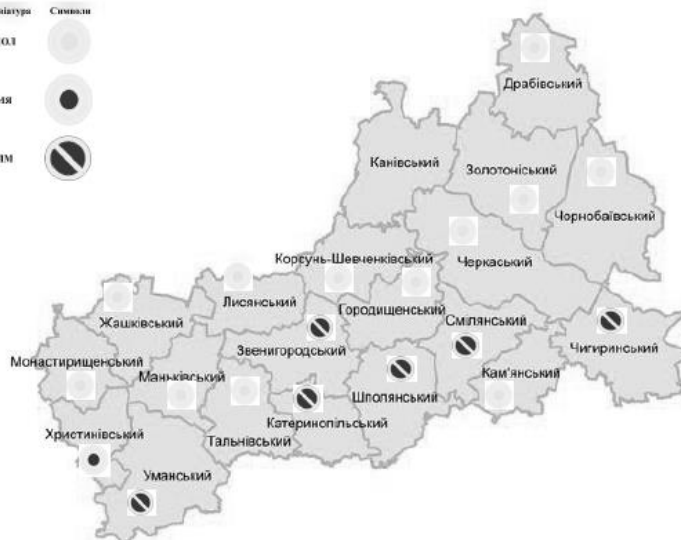 Символи
Драбівський
Канівський
Золотоніський
Чорнобаївський
Корсунь-Шевченківський
Черкаський
Лисянський
Городищенський
Жашківський
Смілянський
Звенигородський
Чигиринський
Монастирищенський
Маньківський
Кам'янський
Шполянський
Катеринопільський
Христинівський
Тальнівський
Уманський